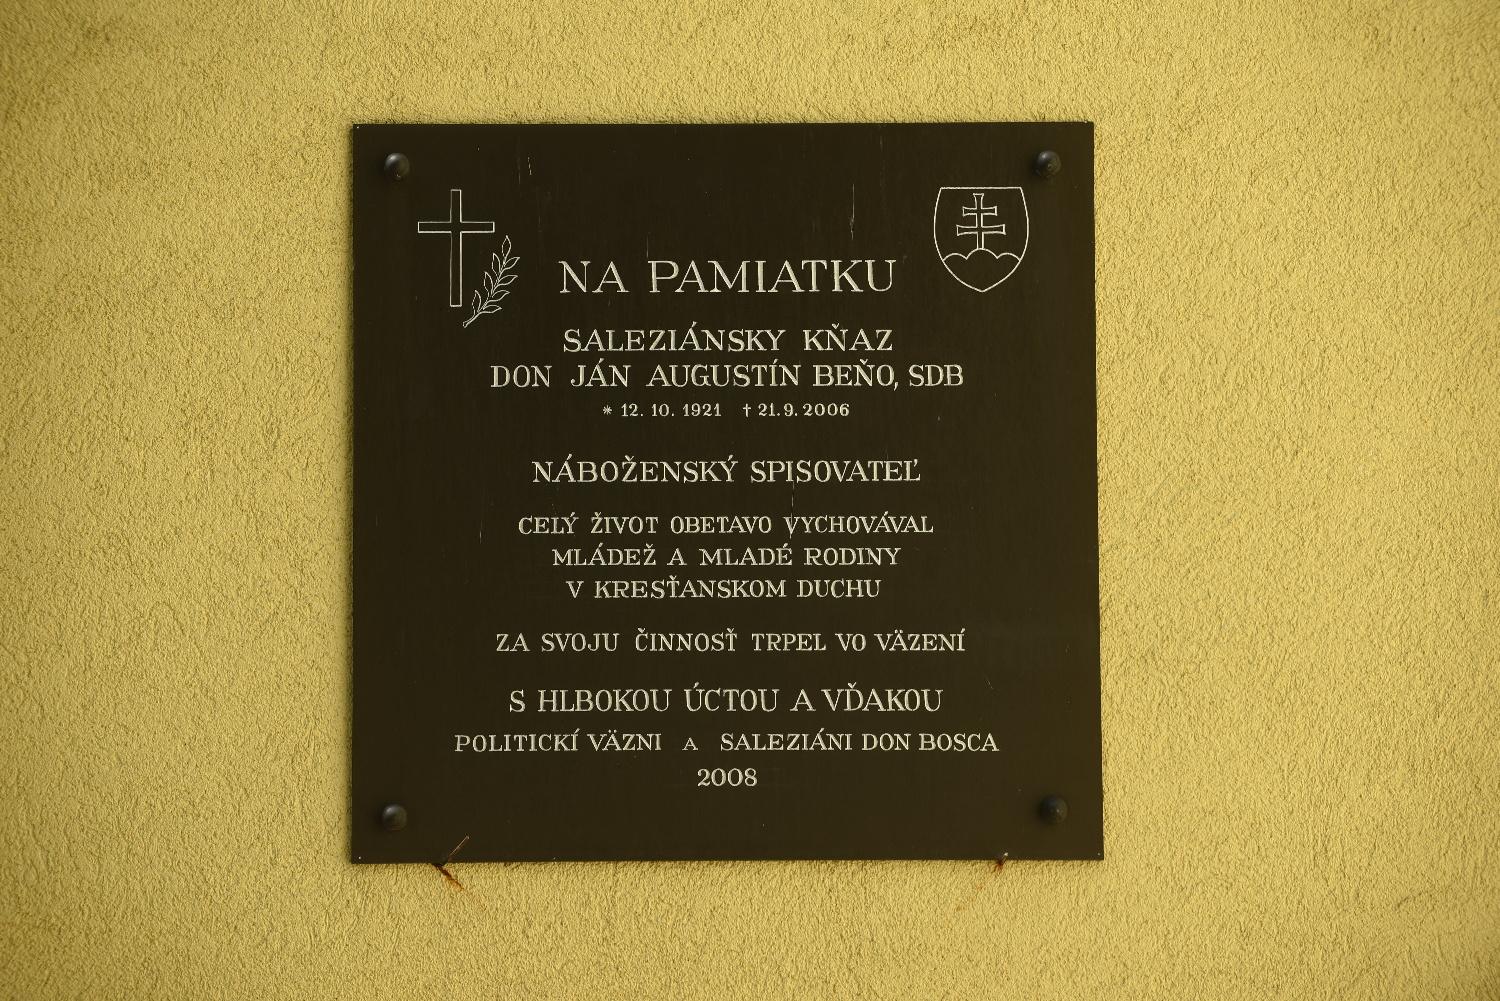 NA PAMIATKU
SALEZIÁNSKY KŇAZ
DON JÁN AUGUSTÍN BEŇO, SDB
* 12. 10. 1921 † 21. 9. 2006
NÁBOŽENSKÝ SPISOVATEĽ
CELÝ ŽIVOT OBETAVO VYCHOVÁVAL
MLÁDEŽ A MLADÉ RODINY
V KRESŤANSKOM DUCHU
ZA SVOJU ČINNOSŤ TRPEL VO VÄZENÍ
S HLBOKOU ÚCTOU A VĎAKOU
POLITICKÍ VÄZNI A SALEZIÁNI DON BOSCA
2008